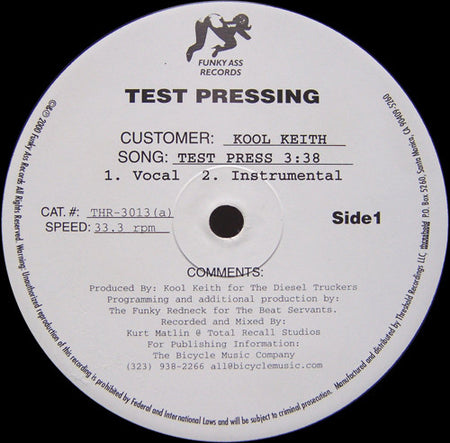 FUNKY ASS
RECORDS
TEST PRESSING
CUSTOMER: KOOL KEITH
SONG: TEST PRESS 3:38
1. Vocal 2. Instrumental
CAT. #: THR-3013(a)
SPEED: 33.3 rpm
Side1
COMMENTS:
Produced By: Kool Keith for The Diesel Truckers
Programming and additional production by:
The Funky Redneck for The Beat Servants.
Recorded and Mixed By:
Kurt Matlin @ Total Recall Studios
For Publishing Information:
The Bicycle Music Company
(323) 938-2266 all@bicyclemusic.com
©&℗ 2000 Funky Ass Records All Rights Reserved. Warning: Unauthorized reproduction of this recording is prohibited by Federal and International Laws and will be subject to criminal prosecution. Manufactured and distributed by Threshold Recordings LLC, threshold P.O. Box 5260, Santa Monica, CA 90409-5260